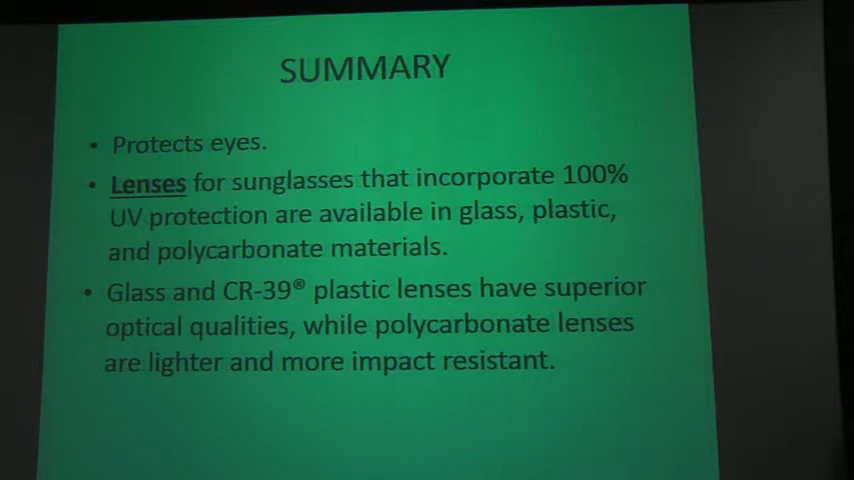 SUMMARY
• Protects eyes.
• Lenses for sunglasses that incorporate 100%
UV protection are available in glass, plastic,
and polycarbonate materials.
• Glass and CR-39® plastic lenses have superior
optical qualities, while polycarbonate lenses
are lighter and more impact resistant.